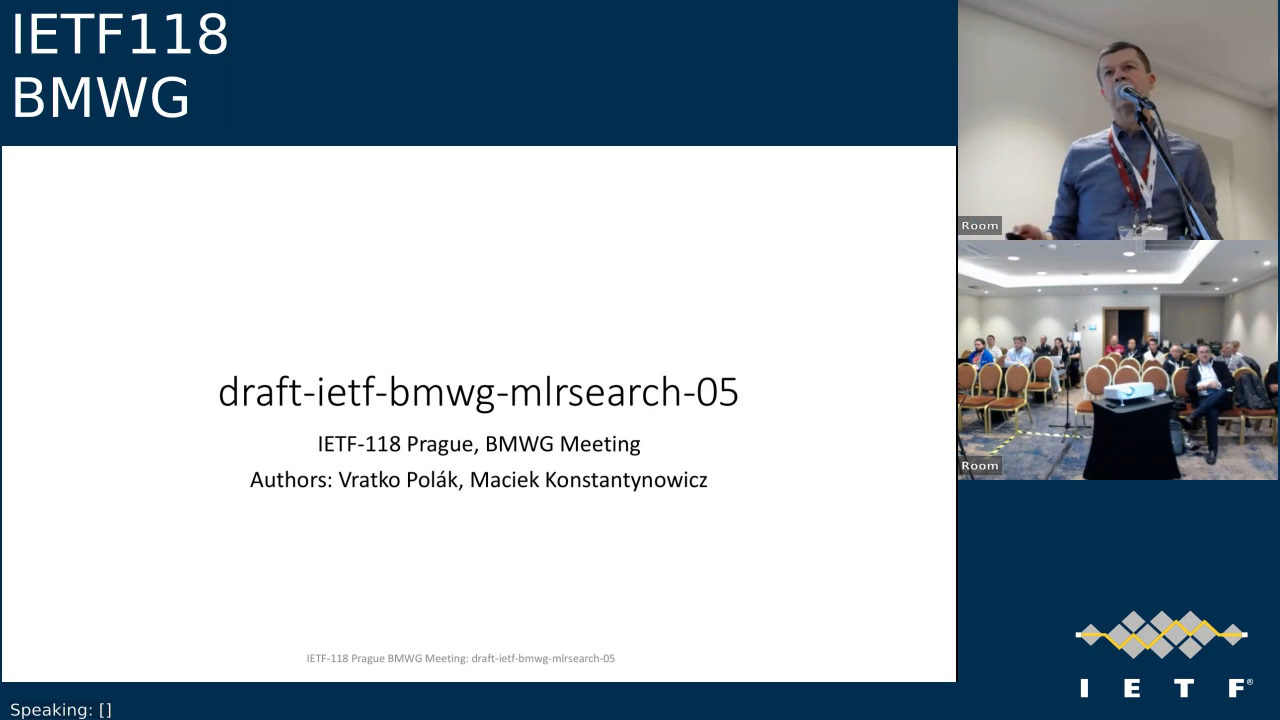 IETF118
BMWG
Room
draft-ietf-bmwg-mlrsearch-05
IETF-118 Prague, BMWG Meeting
Authors: Vratko Polák, Maciek Konstantynowicz
Room
IETF-118 Prague BMWG Meeting: draft-ietf-bmwg-mlrsearch-05
I E T F®
Speaking: []